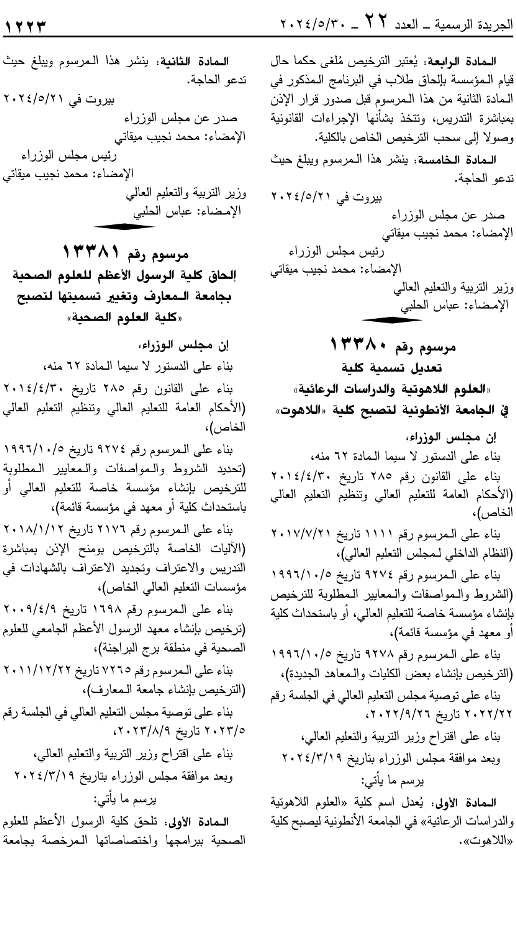 الجريدة الرسمية ــ العدد ٢٢ ــ ٢٠٢٤/٥/٣٠
١٢٢٣
المادة الرابعة: يُعتبر الترخيص مُلغى حكما حال
قيام المؤسسة بإلحاق طلاب في البرنامج المذكور في
المادة الثانية من هذا المرسوم قبل صدور قرار الإذن
بمباشرة التدريس، وتتخذ بشأنها الإجراءات القانونية
وصولا إلى سحب الترخيص الخاص بالكلية.
المادة الخامسة: ينشر هذا المرسوم ويبلغ حيث
تدعو الحاجة.
بيروت في ٢٠٢٤/٥/٢١
صدر عن مجلس الوزراء
الإمضاء: محمد نجيب ميقاتي
رئيس مجلس الوزراء
الإمضاء: محمد نجيب ميقاتي
وزير التربية والتعليم العالي
الإمضاء: عباس الحلبي
مرسوم رقم ١٣٣٨٠
تعديل تسمية كلية
«العلوم اللاهوتية والدراسات الرعائية»
في الجامعة الأنطونية لتصبح كلية «اللاهوت»
إن مجلس الوزراء،
بناء على الدستور لا سيما المادة ٦٢ منه،
بناء على القانون رقم ٢٨٥ تاريخ ٢٠١٤/٤/٣٠
(الأحكام العامة للتعليم العالي وتنظيم التعليم العالي
الخاص)،
بناء على المرسوم رقم ١١١١ تاريخ ٢٠١٧/٧/٢١
(النظام الداخلي لمجلس التعليم العالي)،
بناء على المرسوم رقم ٩٢٧٤ تاريخ ١٩٩٦/١٠/٥
(الشروط والمواصفات والمعايير المطلوبة للترخيص
بإنشاء مؤسسة خاصة للتعليم العالي، أو باستحداث كلية
أو معهد في مؤسسة قائمة)،
بناء على المرسوم رقم ٩٢٧٨ تاريخ ١٩٩٦/١٠/٥
(الترخيص بإنشاء بعض الكليات والمعاهد الجديدة)،
بناء على توصية مجلس التعليم العالي في الجلسة رقم
٢٠٢٢/٢٢ تاريخ ٢٠٢٢/٩/٢٦،
بناء على اقتراح وزير التربية والتعليم العالي،
وبعد موافقة مجلس الوزراء بتاريخ ٢٠٢٤/٣/١٩
يرسم ما يأتي:
المادة الأولى: يُعدل اسم كلية «العلوم اللاهوتية
والدراسات الرعائية» في الجامعة الأنطونية ليصبح كلية
«اللاهوت».
المادة الثانية: ينشر هذا المرسوم ويبلغ حيث
تدعو الحاجة.
بيروت في ٢٠٢٤/٥/٢١
صدر عن مجلس الوزراء
الإمضاء: محمد نجيب ميقاتي
رئيس مجلس الوزراء
الإمضاء: محمد نجيب ميقاتي
وزير التربية والتعليم العالي
الإمضاء: عباس الحلبي
مرسوم رقم ١٣٣٨١
إلحاق كلية الرسول الأعظم للعلوم الصحية
بجامعة المعارف وتغيير تسميتها لتصبح
«كلية العلوم الصحية»
إن مجلس الوزراء،
بناء على الدستور لا سيما المادة ٦٢ منه،
بناء على القانون رقم ٢٨٥ تاريخ ٢٠١٤/٤/٣٠
(الأحكام العامة للتعليم العالي وتنظيم التعليم العالي
الخاص)،
بناء على المرسوم رقم ٩٢٧٤ تاريخ ١٩٩٦/١٠/٥
(تحديد الشروط والمواصفات والمعايير المطلوبة
للترخيص بإنشاء مؤسسة خاصة للتعليم العالي أو
باستحداث كلية أو معهد في مؤسسة قائمة)،
بناء على المرسوم رقم ٢١٧٦ تاريخ ٢٠١٨/١/١٢
(الآليات الخاصة بالترخيص بومنح الإذن بمباشرة
التدريس والاعتراف وتجديد الاعتراف بالشهادات في
مؤسسات التعليم العالي الخاص)،
بناء على المرسوم رقم ١٦٩٨ تاريخ ٢٠٠٩/٤/٩
(ترخيص بإنشاء معهد الرسول الأعظم الجامعي للعلوم
الصحية في منطقة برج البراجنة)،
بناء على المرسوم رقم ٧٢٦٥ تاريخ ٢٠١١/١٢/٢٢
(الترخيص بإنشاء جامعة المعارف)،
بناء على توصية مجلس التعليم العالي في الجلسة رقم
٢٠٢٣/٥ تاريخ ٢٠٢٣/٨/٩،
بناء على اقتراح وزير التربية والتعليم العالي،
وبعد موافقة مجلس الوزراء بتاريخ ٢٠٢٤/٣/١٩
يرسم ما يأتي:
المادة الأولى: تلحق كلية الرسول الأعظم للعلوم
الصحية ببرامجها واختصاصاتها المرخصة بجامعة